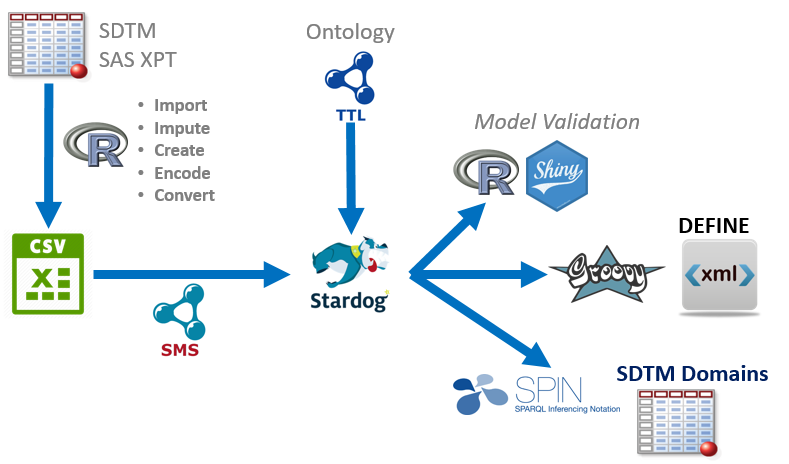 SDTM
SAS XPT
Ontology
TTL
• Import
• Impute
• Create
• Encode
• Convert
R
Model Validation
R
Shiny
CSV
X
SMS
Stardog
Groovy
DEFINE
xml
SPIN
SPARQL Inferencing Notation
SDTM Domains